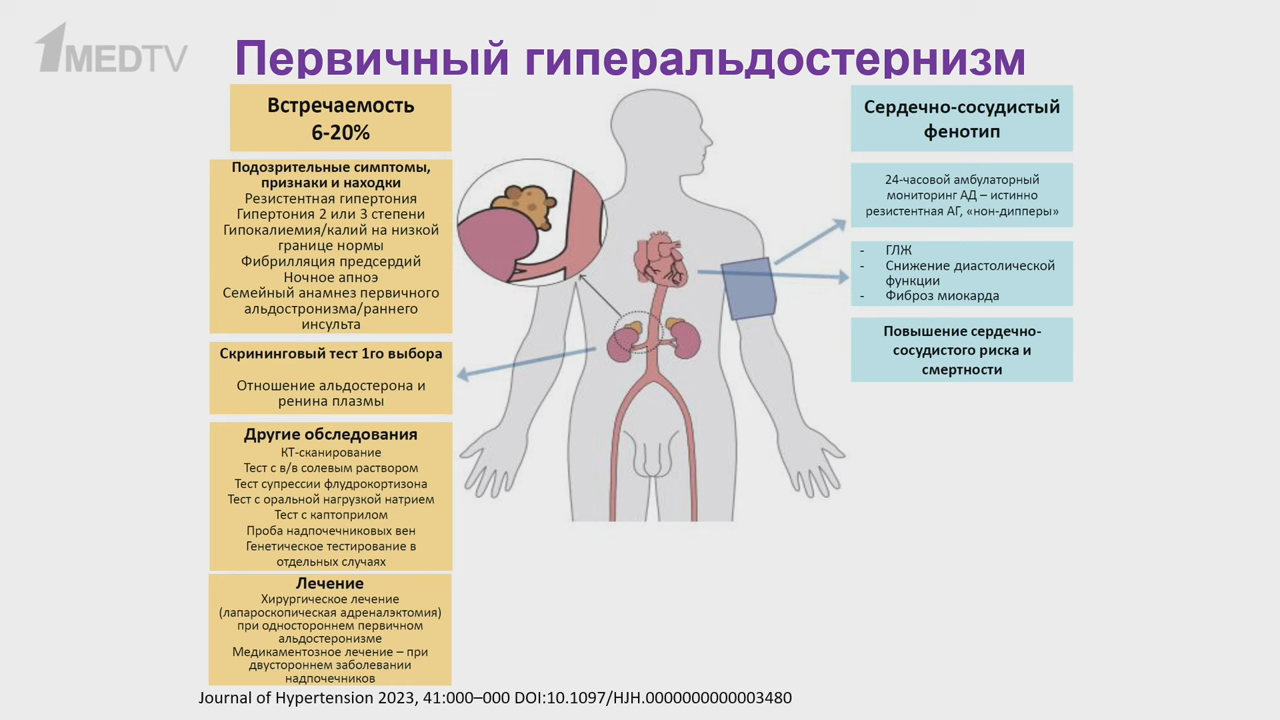 1MEDTV
Первичный гиперальдостернизм
Встречаемость
6-20%
Подозрительные симптомы,
признаки и находки
Резистентная гипертония
Гипертония 2 или 3 степени
Гипокалиемия/калий на низкой
границе нормы
Фибрилляция предсердий
Ночное апноэ
Семейный анамнез первичного
альдостронизма/раннего
инсульта
Скрининговый тест 1го выбора
Отношение альдостерона и
ренина плазмы
Другие обследования
КТ-сканирование
Тест с в/в солевым раствором
Тест супрессии флудрокортизона
Тест с оральной нагрузкой натрием
Тест с каптоприлом
Проба надпочечниковых вен
Генетическое тестирование в
отдельных случаях
Лечение
Хирургическое лечение
(лапароскопическая адреналэктомия)
при одностороннем первичном
альдостеронизме
Медикаментозное лечение – при
двустороннем заболевании
надпочечников
Сердечно-сосудистый
фенотип
24-часовой амбулаторный
мониторинг АД – истинно
резистентная АГ, «нон-дипперы»
- ГЛЖ
- Снижение диастолической
функции
- Фиброз миокарда
Повышение сердечно-
сосудистого риска и
смертности
Journal of Hypertension 2023, 41:000–000 DOI:10.1097/HJH.0000000000003480